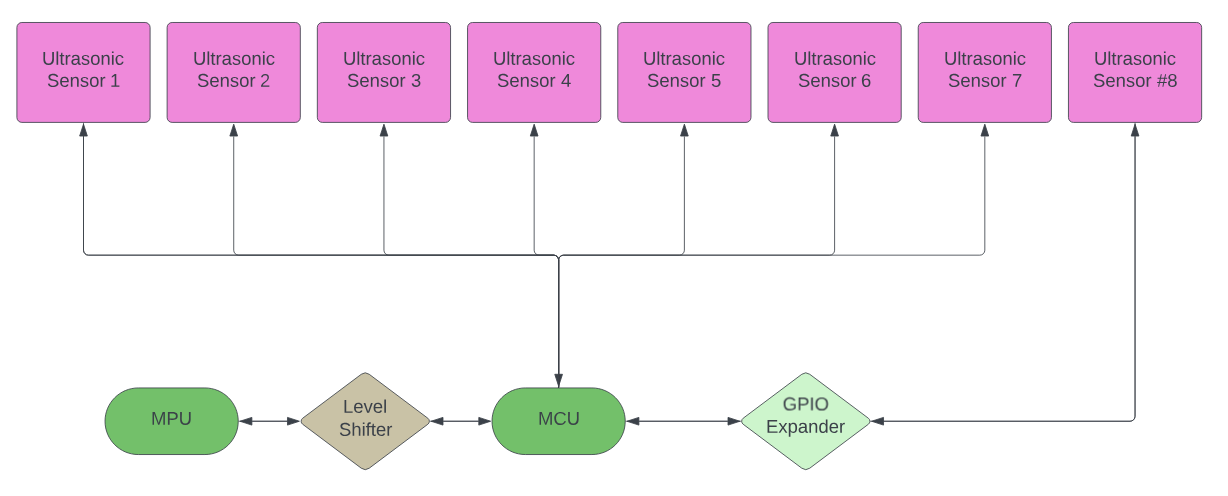 Ultrasonic
Sensor 1
Ultrasonic
Sensor 2
Ultrasonic
Sensor 3
Ultrasonic
Sensor 4
Ultrasonic
Sensor 5
Ultrasonic
Sensor 6
Ultrasonic
Sensor 7
Ultrasonic
Sensor #8
MPU
Level
Shifter
MCU
GPIO
Expander